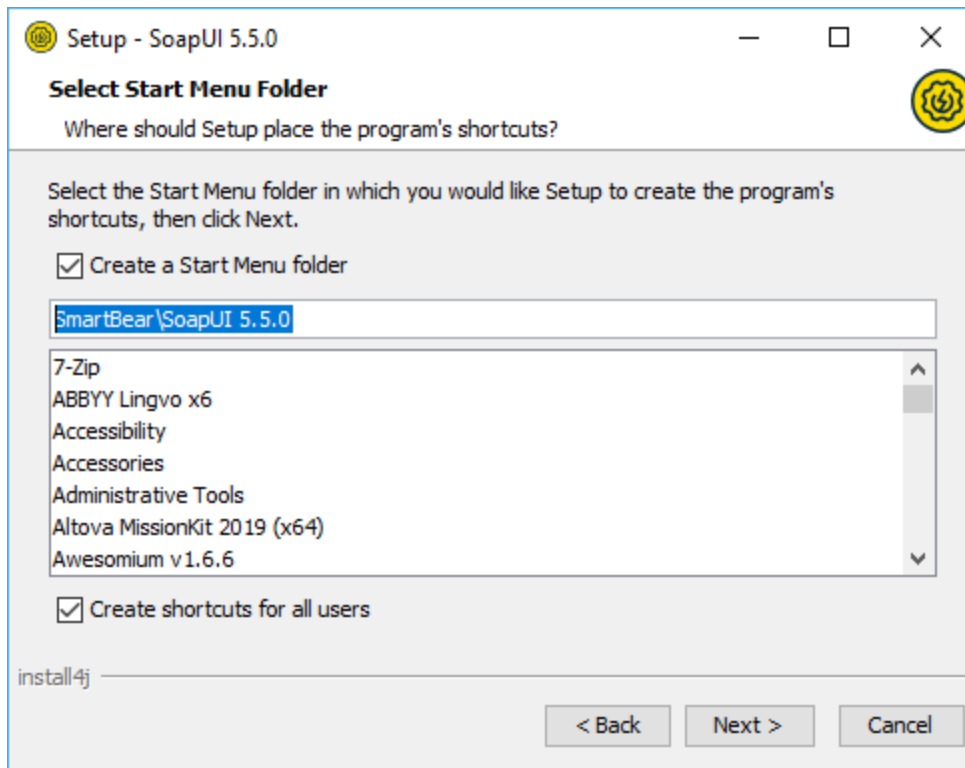 Setup - SoapUI 5.5.0
Select Start Menu Folder
Where should Setup place the program's shortcuts?
Select the Start Menu folder in which you would like Setup to create the program's
shortcuts, then click Next.
Create a Start Menu folder
SmartBear\SoapUI 5.5.0
7-Zip
ABBYY Lingvo x6
Accessibility
Accessories
Administrative Tools
Altova MissionKit 2019 (x64)
Awesomium v1.6.6
Create shortcuts for all users
install4j
< Back Next > Cancel